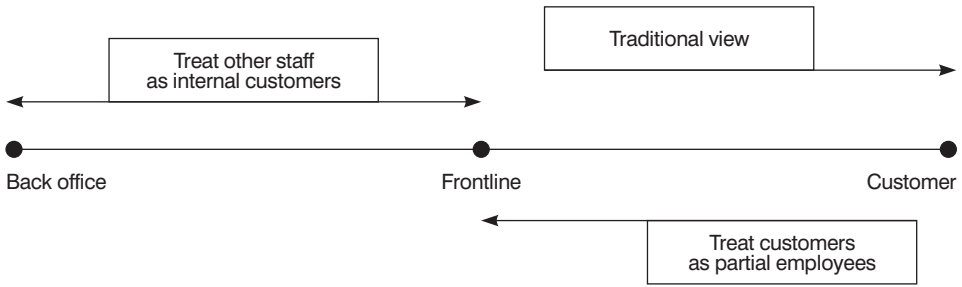 Traditional view
Treat other staff
as internal customers
Back office
Frontline
Customer
Treat customers
as partial employees